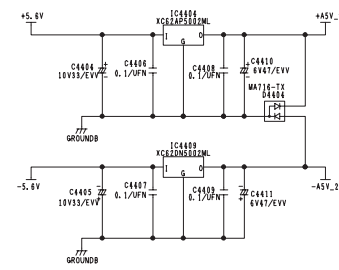 IC4404
XC62AP5002ML
+5.6V
+A5V_
I
O
G
C4404
10V33/EVV
C4406
0.1/UFN
C4408
0.1/UFN
C4410
6V47/EVV
MA716-TX
D4404
GROUNDB
IC4409
XC62DN5002ML
-5.6V
-A5V_2
I
O
G
C4405
10V33/EVV
C4407
0.1/UFN
C4409
0.1/UFN
C4411
6V47/EVV
GROUNDB